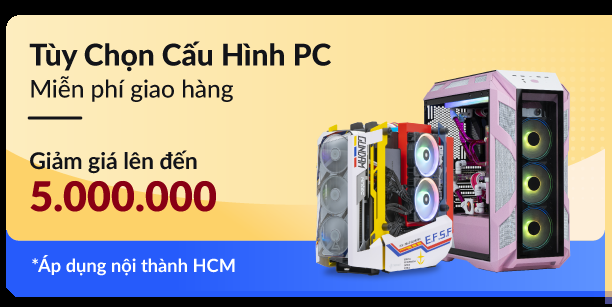 Tùy Chọn Cấu Hình PC
Miễn phí giao hàng
Giảm giá lên đến
5.000.000
*Áp dụng nội thành HCM
GUNDAM
E.F.S.F